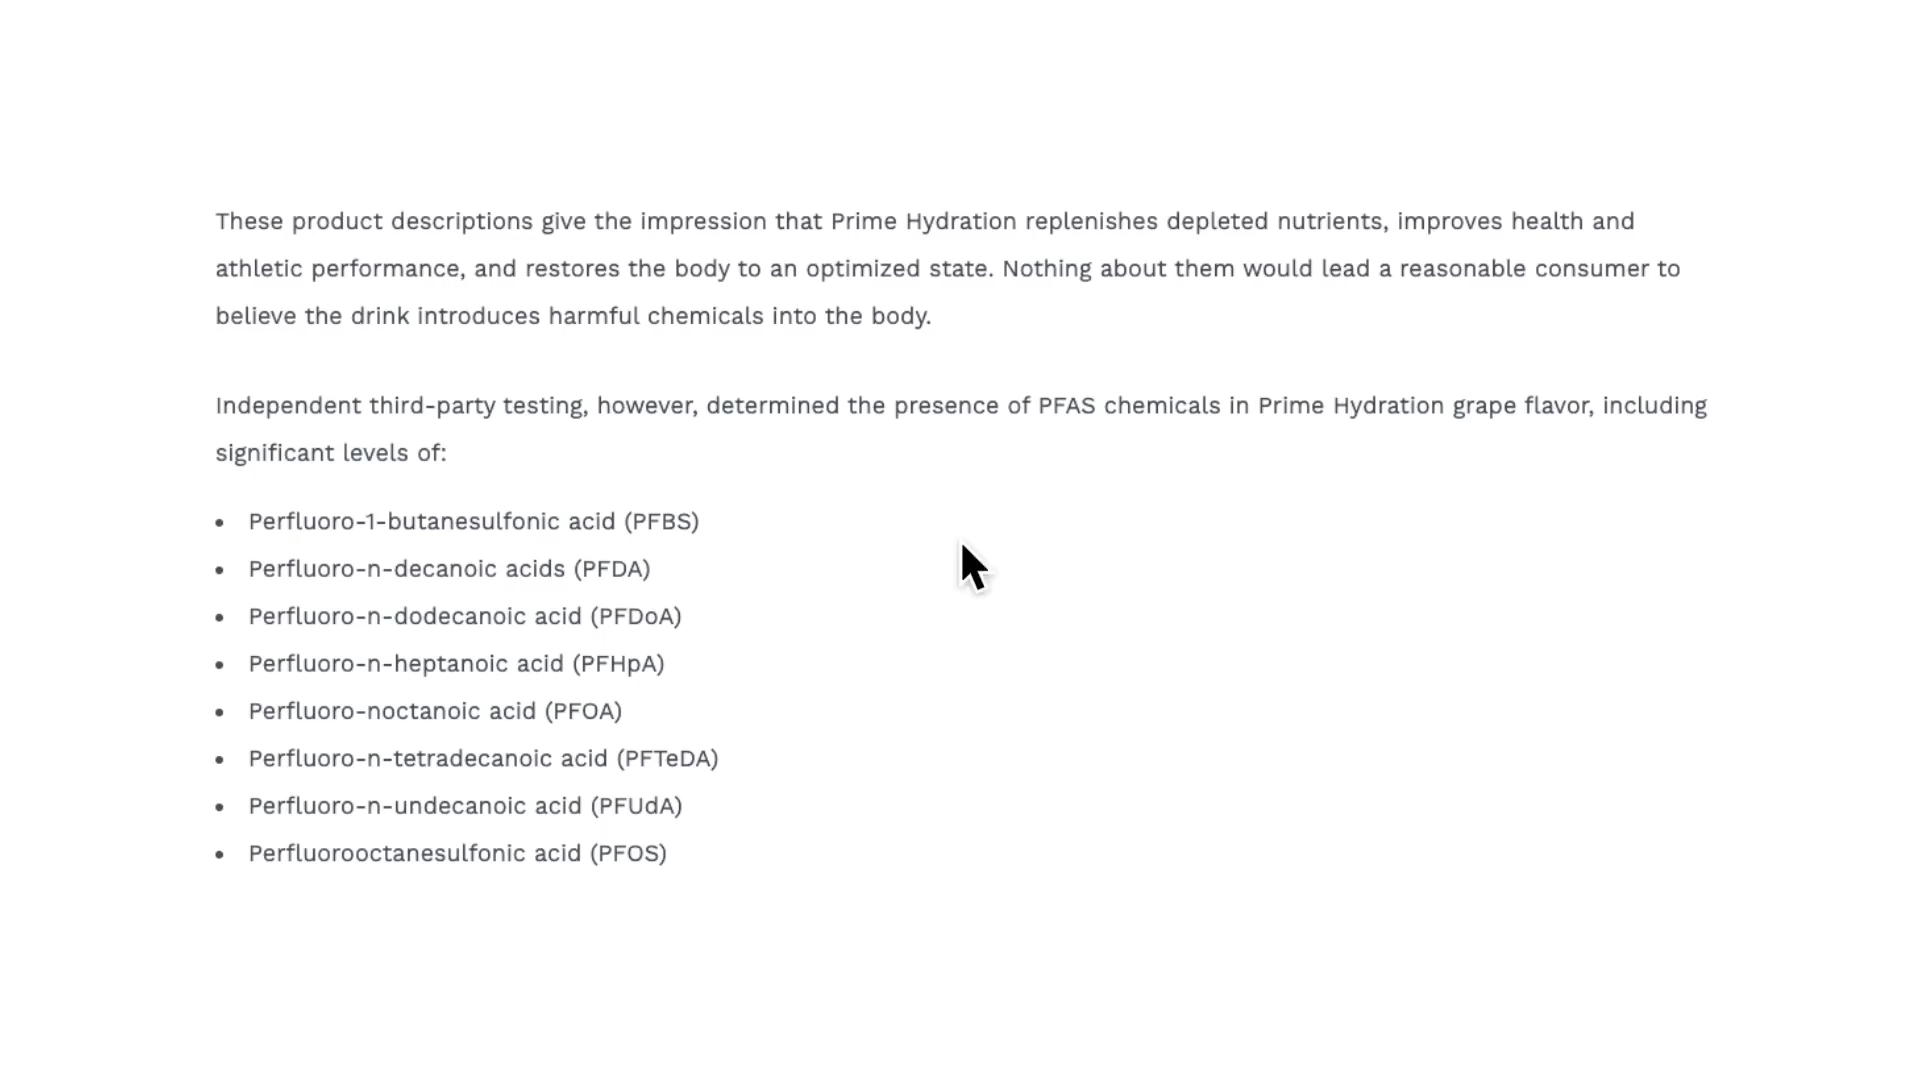 These product descriptions give the impression that Prime Hydration replenishes depleted nutrients, improves health and
athletic performance, and restores the body to an optimized state. Nothing about them would lead a reasonable consumer to
believe the drink introduces harmful chemicals into the body.
Independent third-party testing, however, determined the presence of PFAS chemicals in Prime Hydration grape flavor, including
significant levels of:
• Perfluoro-1-butanesulfonic acid (PFBS)
• Perfluoro-n-decanoic acids (PFDA)
• Perfluoro-n-dodecanoic acid (PFDoA)
• Perfluoro-n-heptanoic acid (PFHpA)
• Perfluoro-noctanoic acid (PFOA)
• Perfluoro-n-tetradecanoic acid (PFTeDA)
• Perfluoro-n-undecanoic acid (PFUdA)
• Perfluorooctanesulfonic acid (PFOS)